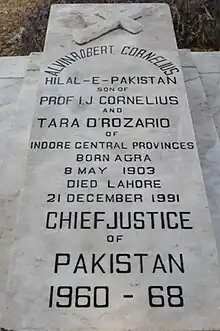 ALVIN ROBERT CORNELIUS,
HILAL-E-PAKISTAN
SON OF
PROF I.J. CORNELIUS
AND
TARA D'ROZARIO
OF
INDORE CENTRAL PROVINCES
BORN AGRA
8 MAY 1903
DIED LAHORE
21 DECEMBER 1991
CHIEF JUSTICE
OF
PAKISTAN
1960 - 68